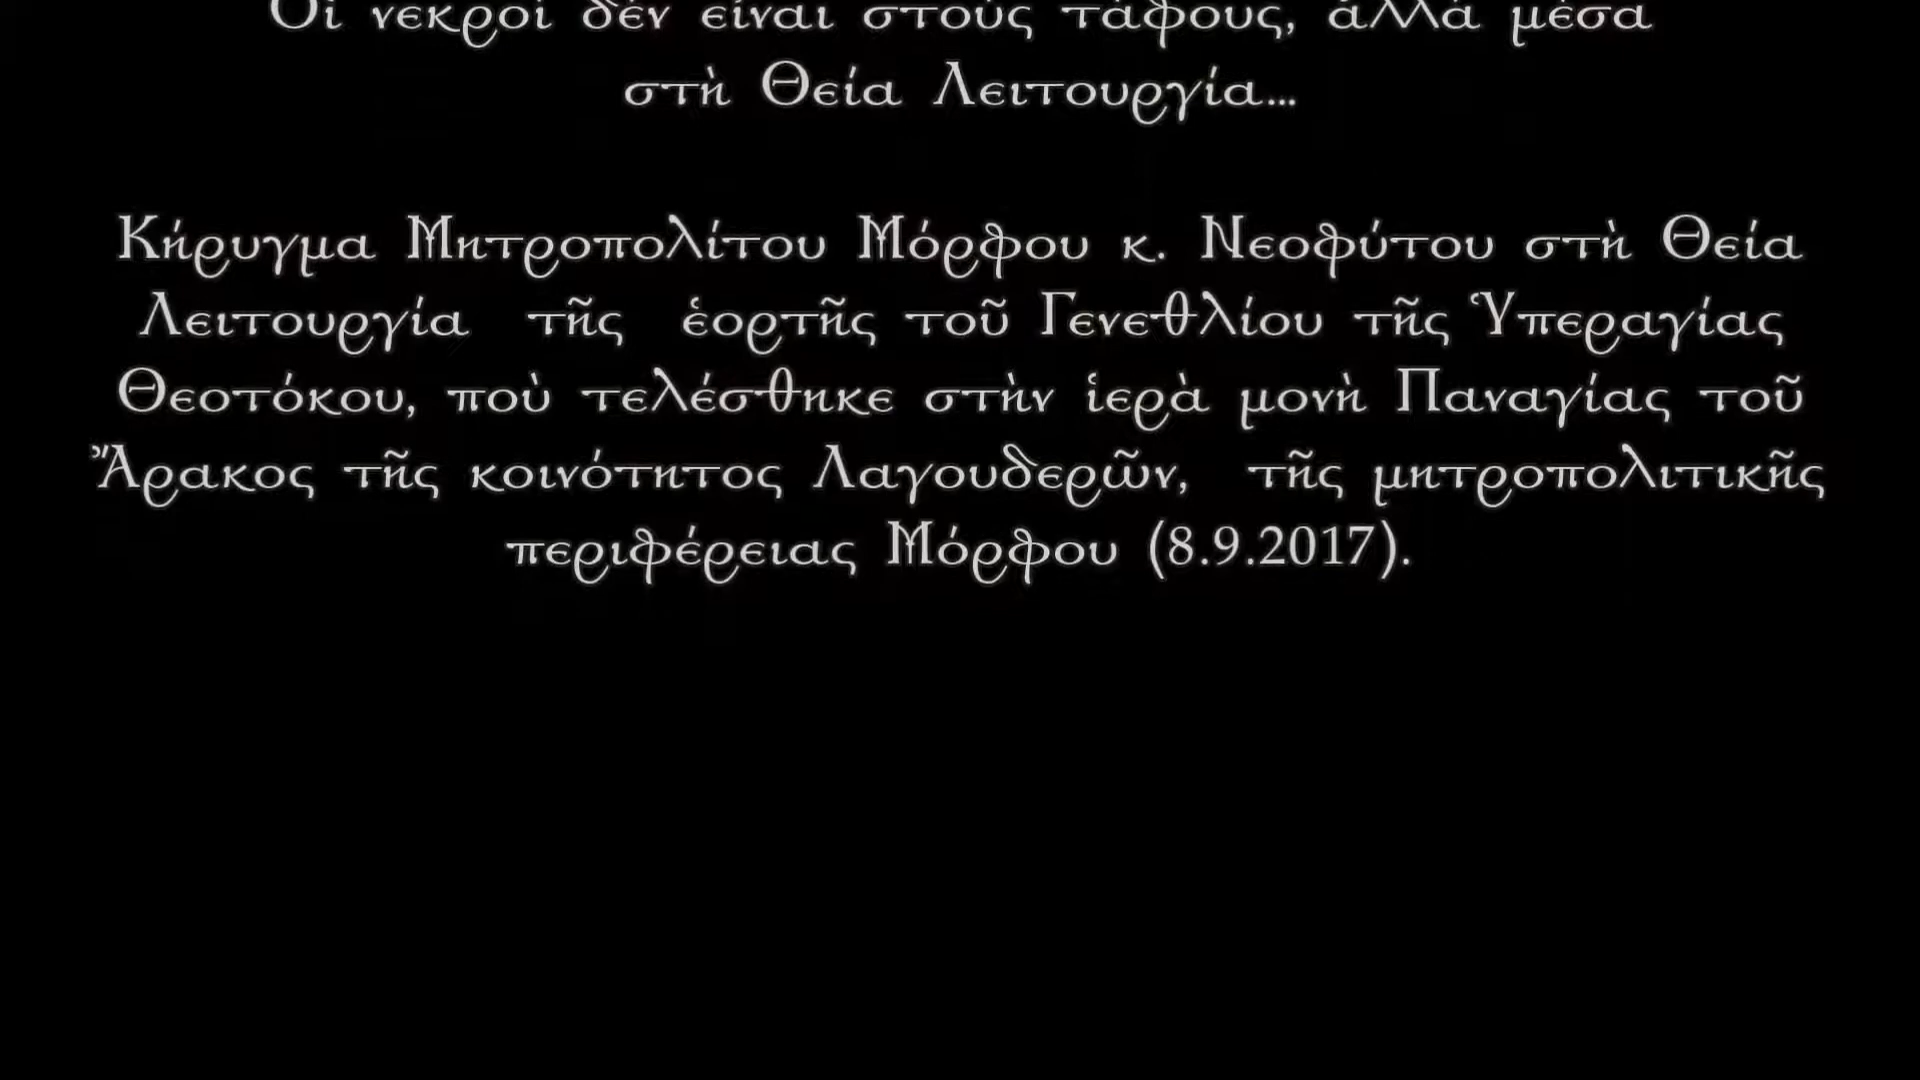 Οἱ νεκροὶ δὲν εἶναι στοὺς τάφους, ἀλλὰ μέσα
στὴ Θεία Λειτουργία...
Κήρυγμα Μητροπολίτου Μόρφου κ. Νεοφύτου στὴ Θεία
Λειτουργία τῆς ἑορτῆς τοῦ Γενεθλίου τῆς Ὑπεραγίας
Θεοτόκου, ποὺ τελέσθηκε στὴν ἱερὰ μονὴ Παναγίας τοῦ
Ἄρακος τῆς κοινότητος Λαγουδερῶν, τῆς μητροπολιτικῆς
περιφέρειας Μόρφου (8.9.2017).